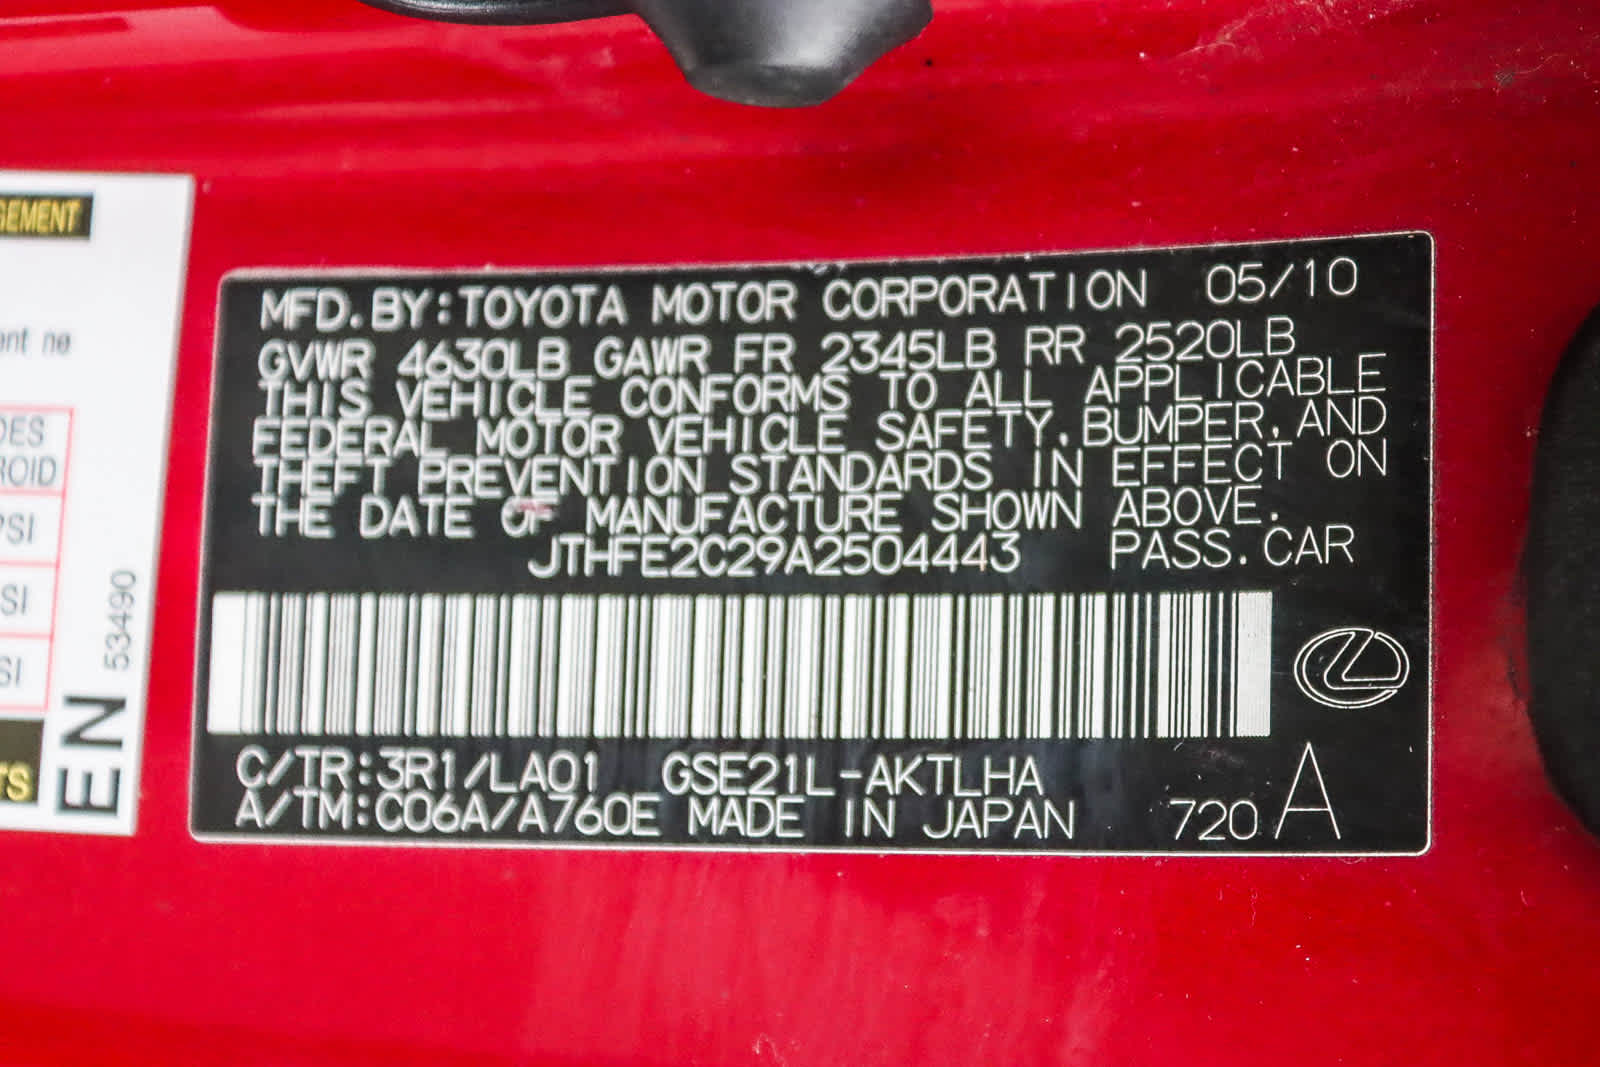 GEMENT
ent ne
DES
ROID
PSI
SI
SI
TS
EN
533490
MFD.BY:TOYOTA MOTOR CORPORATION 05/10
GVWR 4630LB GAWR FR 2345LB RR 2520LB
THIS VEHICLE CONFORMS TO ALL APPLICABLE
FEDERAL MOTOR VEHICLE SAFETY,BUMPER,AND
THEFT PREVENTION STANDARDS IN EFFECT ON
THE DATE OF MANUFACTURE SHOWN ABOVE.
JTHFE2C29A2504443 PASS.CAR
C/TR:3R1/LA01 GSE21L-AKTLHA
A/TM:C06A/A760E MADE IN JAPAN 720 A